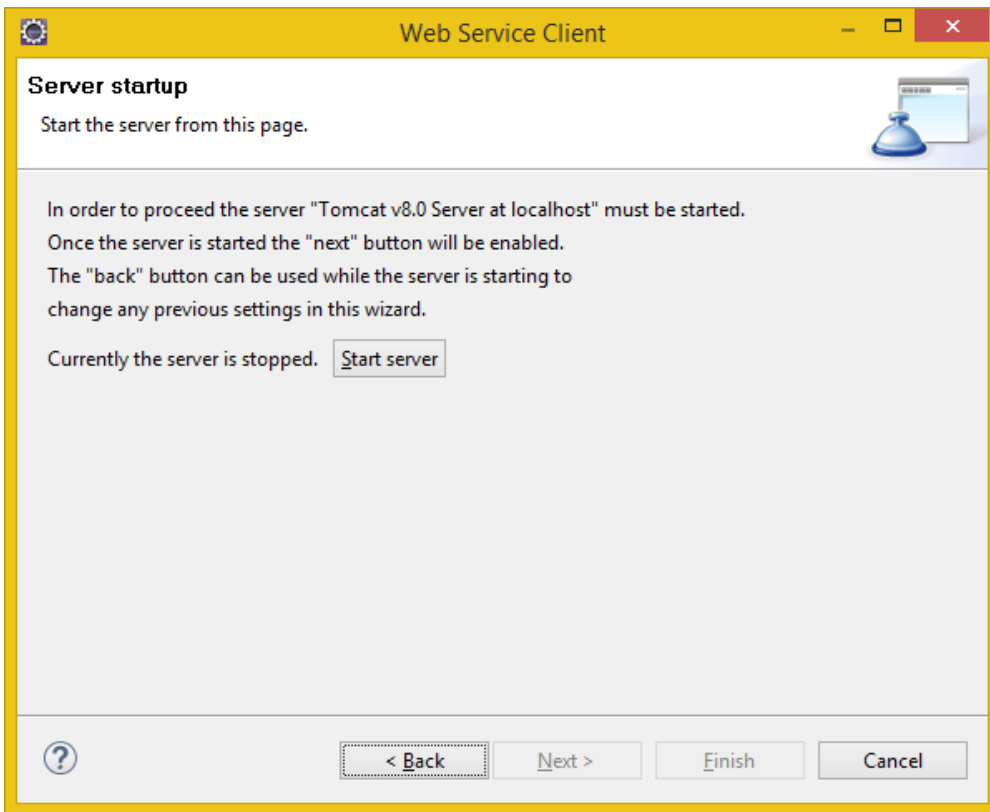 Web Service Client
Server startup
Start the server from this page.
In order to proceed the server "Tomcat v8.0 Server at localhost" must be started.
Once the server is started the "next" button will be enabled.
The "back" button can be used while the server is starting to
change any previous settings in this wizard.
Currently the server is stopped. Start server
? < Back Next > Finish Cancel